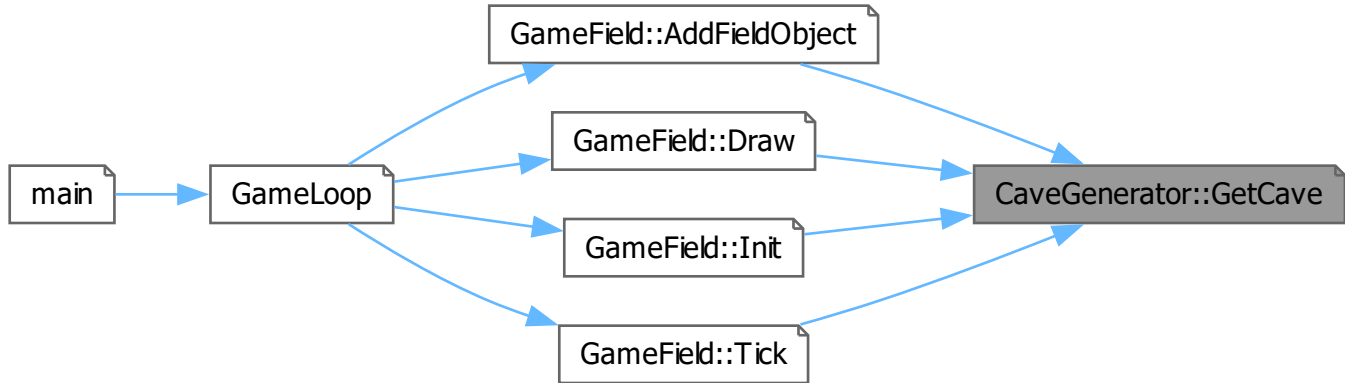 GameField::AddFieldObject
GameField::Draw
main
GameLoop
CaveGenerator::GetCave
GameField::Init
GameField::Tick